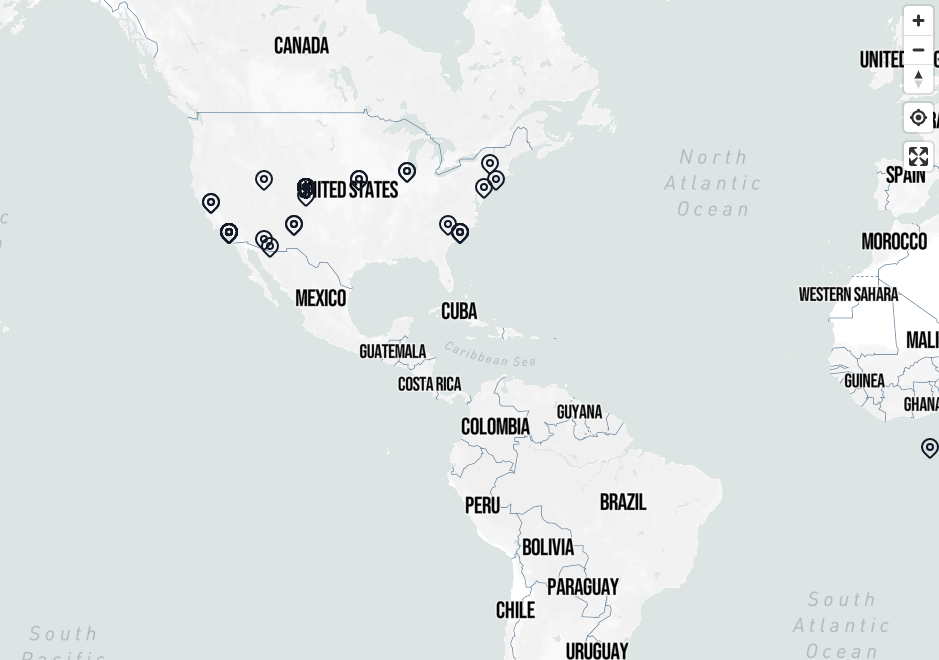 CANADA
UNITED
North
Atlantic
Ocean
UNITED STATES
SPAIN
MOROCCO
MEXICO
WESTERN SAHARA
CUBA
MALI
GUATEMALA
Caribbean Sea
COSTA RICA
GUINEA
GHANA
GUYANA
COLOMBIA
PERU
BRAZIL
BOLIVIA
PARAGUAY
CHILE
South
Atlantic
Ocean
South
Pacific
URUGUAY